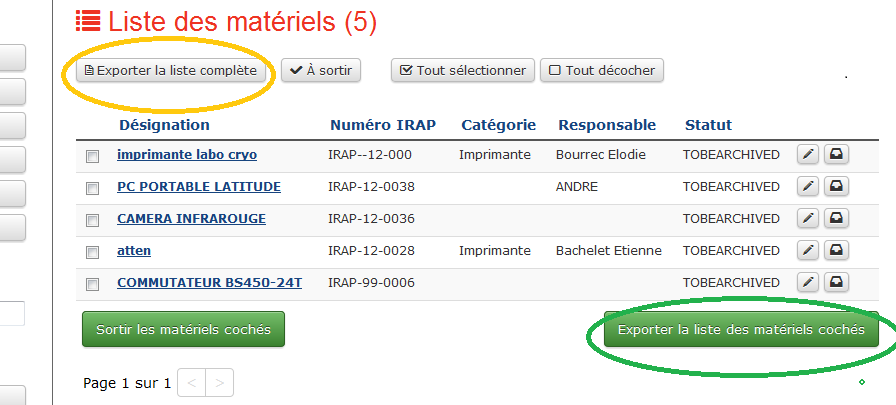 Liste des matériels (5)
Exporter la liste complète À sortir Tout sélectionner Tout décocher
Désignation Numéro IRAP Catégorie Responsable Statut
imprimante labo cryo IRAP--12-000 Imprimante Bourrec Elodie TOBEARCHIVED
PC PORTABLE LATITUDE IRAP-12-0038 ANDRE TOBEARCHIVED
CAMERA INFRAROUGE IRAP-12-0036 TOBEARCHIVED
atten IRAP-12-0028 Imprimante Bachelet Etienne TOBEARCHIVED
COMMUTATEUR BS450-24T IRAP-99-0006 TOBEARCHIVED
Sortir les matériels cochés Exporter la liste des matériels cochés
Page 1 sur 1 < >